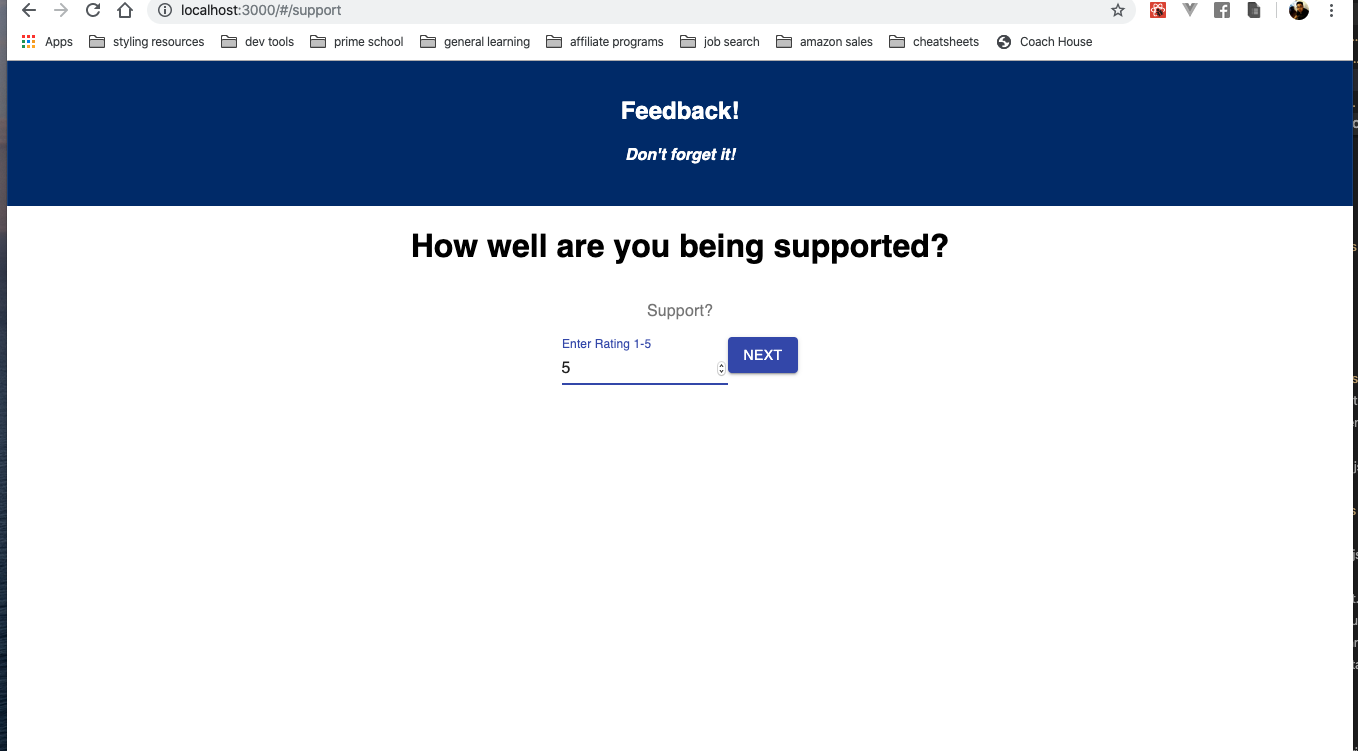 localhost:3000/#/support
Apps styling resources dev tools prime school general learning affiliate programs job search amazon sales cheatsheets Coach House
Feedback!
Don't forget it!
How well are you being supported?
Support?
Enter Rating 1-5
5
NEXT